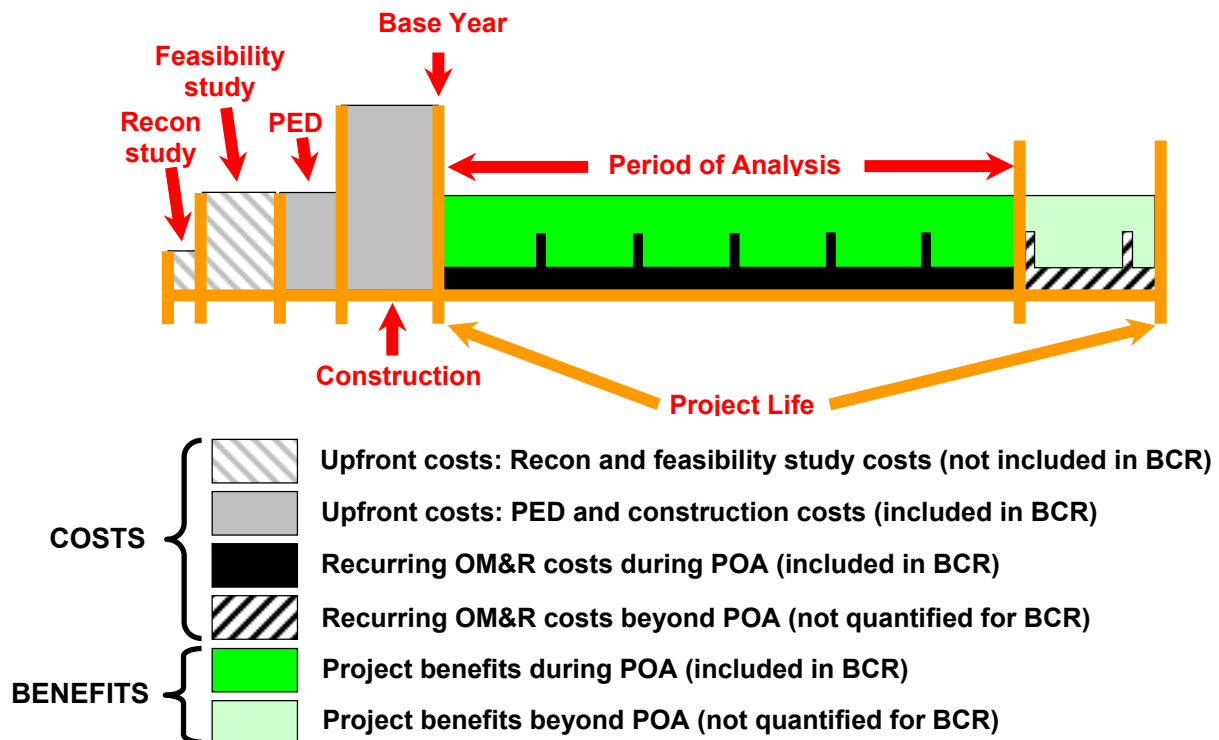 Base Year
Feasibility
study
Recon
study
PED
Period of Analysis
Construction
Project Life
COSTS
Upfront costs: Recon and feasibility study costs (not included in BCR)
Upfront costs: PED and construction costs (included in BCR)
Recurring OM&R costs during POA (included in BCR)
Recurring OM&R costs beyond POA (not quantified for BCR)
BENEFITS
Project benefits during POA (included in BCR)
Project benefits beyond POA (not quantified for BCR)